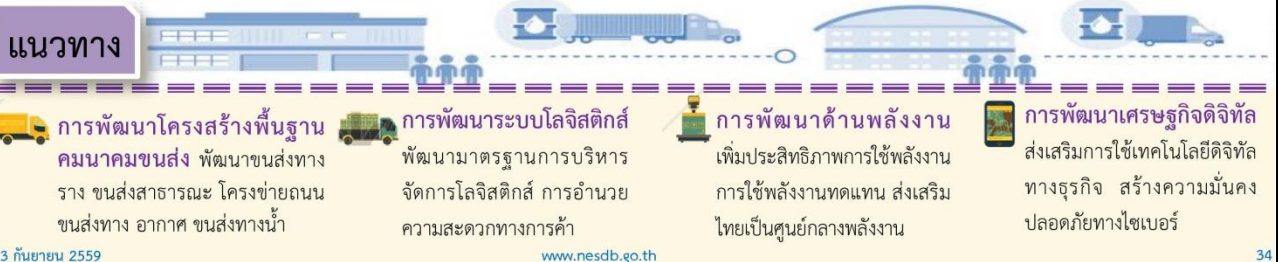 แนวทาง
การพัฒนาโครงสร้างพื้นฐาน
คมนาคมขนส่ง พัฒนาขนส่งทาง
ราง ขนส่งสาธารณะ โครงข่ายถนน
ขนส่งทาง อากาศ ขนส่งทางน้ำ
การพัฒนาระบบโลจิสติกส์
พัฒนามาตรฐานการบริหาร
จัดการโลจิสติกส์ การอำนวย
ความสะดวกทางการค้า
การพัฒนาด้านพลังงาน
เพิ่มประสิทธิภาพการใช้พลังงาน
การใช้พลังงานทดแทน ส่งเสริม
ไทยเป็นศูนย์กลางพลังงาน
การพัฒนาเศรษฐกิจดิจิทัล
ส่งเสริมการใช้เทคโนโลยีดิจิทัล
ทางธุรกิจ สร้างความมั่นคง
ปลอดภัยทางไซเบอร์
3 กันยายน 2559
www.nesdb.go.th
34